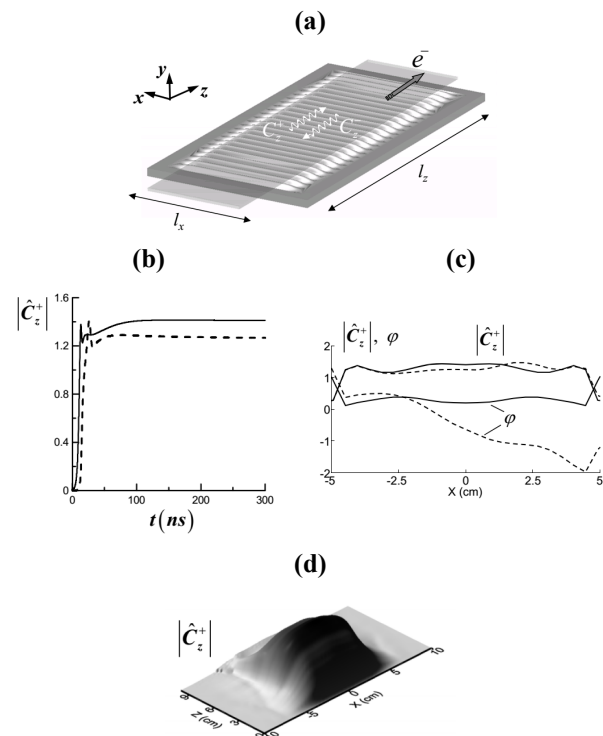 (a)
y
x
z
e⁻
C_z^+
C_z^-
l_z
l_x
(b)
(c)
|Ĉ_z^+|
1.6
1.2
0.8
0.4
0
0 100 200 300
t(ns)
|Ĉ_z^+|, φ
|Ĉ_z^+|
2
1
0
-1
-2
φ
-5 -2.5 0 2.5 5
X (cm)
(d)
|Ĉ_z^+|
Z (cm)
X (cm)
-5 0 5 10